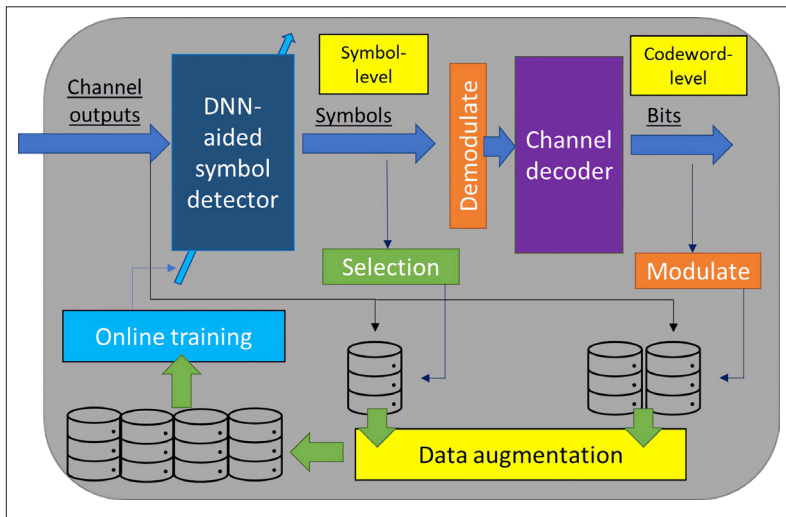 Channel
outputs
DNN-
aided
symbol
detector
Symbol-
level
Symbols
Demodulate
Channel
decoder
Codeword-
level
Bits
Selection
Modulate
Online training
Data augmentation